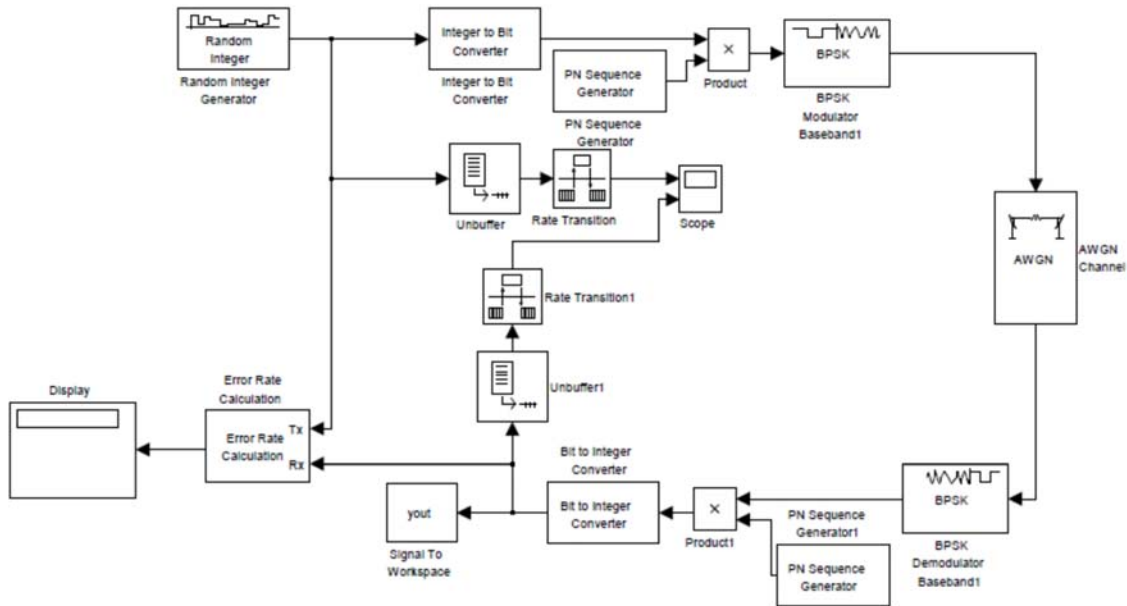 Random
Integer
Random Integer
Generator
Integer to Bit
Converter
Integer to Bit
Converter
PN Sequence
Generator
PN Sequence
Generator
×
Product
BPSK
BPSK
Modulator
Baseband1
Unbuffer
Rate Transition
Scope
AWGN
AWGN
Channel
Rate Transition1
Unbuffer1
Display
Error Rate
Calculation
Error Rate
Calculation
Tx
Rx
yout
Signal To
Workspace
Bit to Integer
Converter
Bit to Integer
Converter
×
Product1
PN Sequence
Generator1
PN Sequence
Generator
BPSK
BPSK
Demodulator
Baseband1